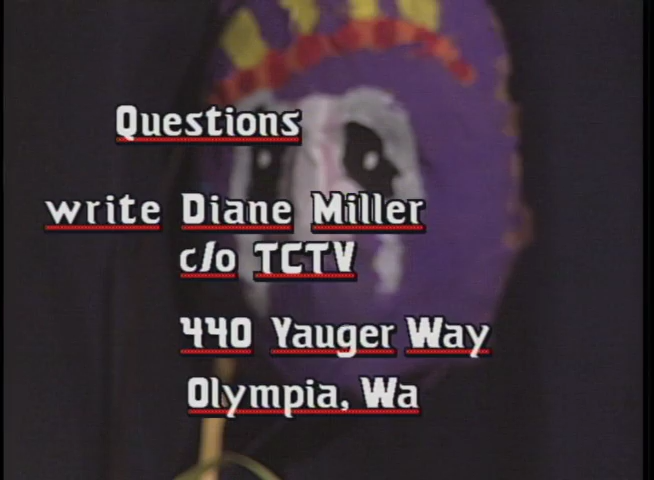 Questions
write Diane Miller
c/o TCTV
440 Yauger Way
Olympia, Wa